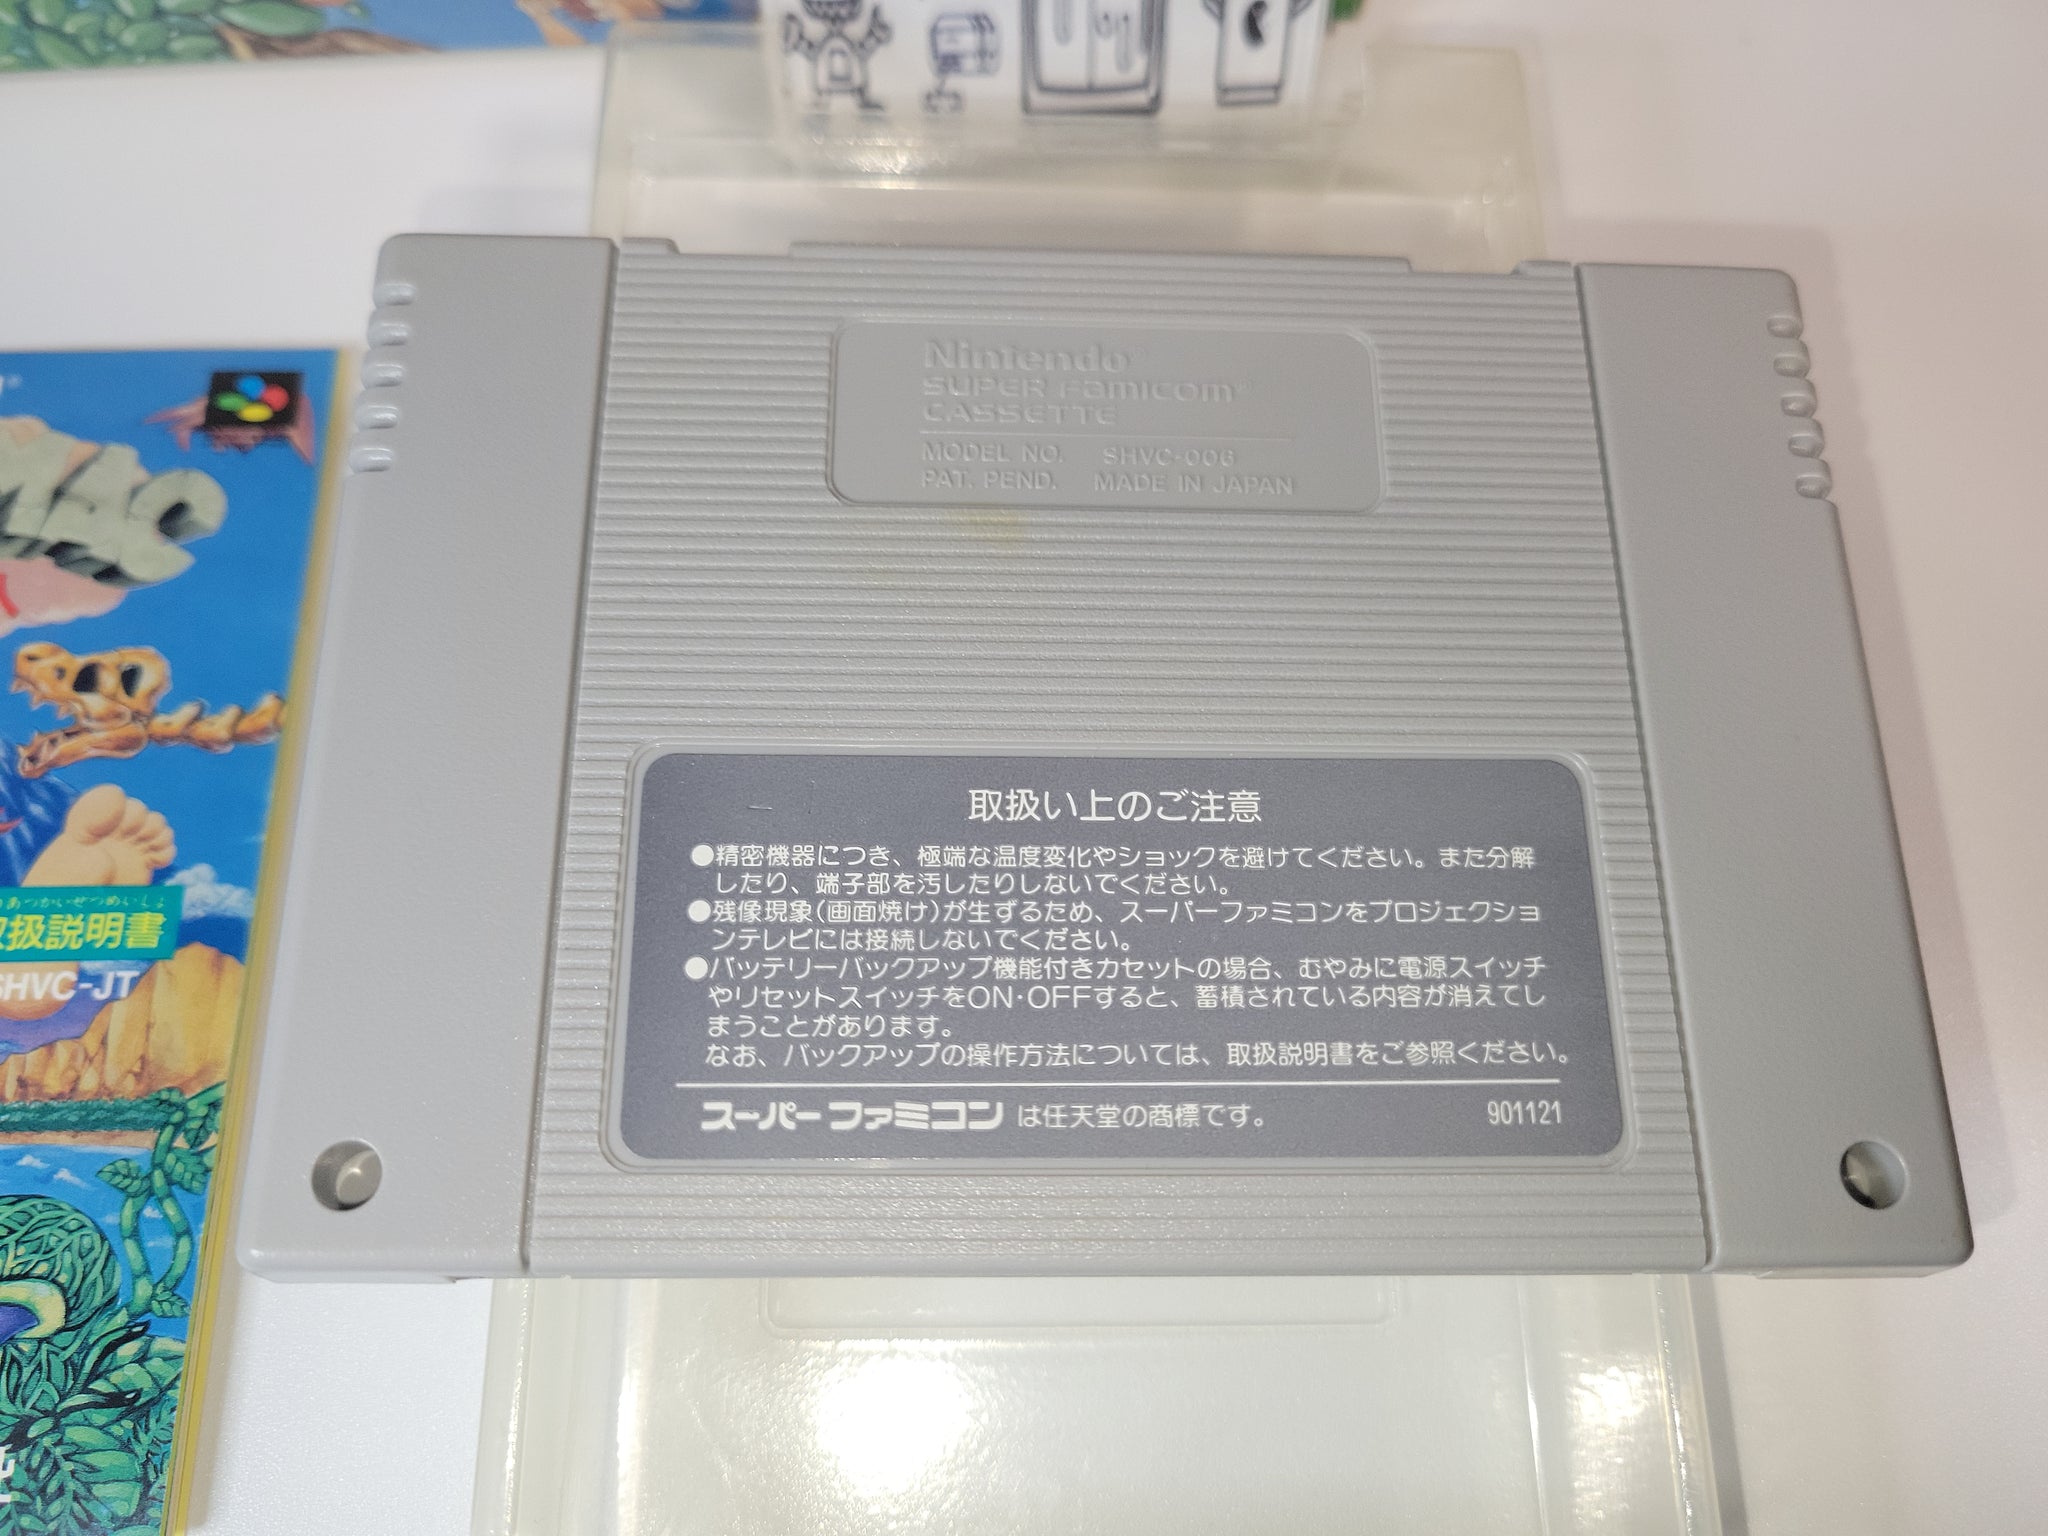 Nintendo®
SUPER FAMICOM®
CASSETTE
MODEL NO. SHVC-006
PAT. PEND. MADE IN JAPAN
取扱い上のご注意
●精密機器につき、極端な温度変化やショックを避けてください。また分解
したり、端子部を汚したりしないでください。
●残像現象(画面焼け)が生ずるため、スーパーファミコンをプロジェクショ
ンテレビには接続しないでください。
●バッテリーバックアップ機能付きカセットの場合、むやみに電源スイッチ
やリセットスイッチをON・OFFすると、蓄積されている内容が消えてし
まうことがあります。
なお、バックアップの操作方法については、取扱説明書をご参照ください。
スーパーファミコン は任天堂の商標です。
901121
あつかいせつめいしょ
取扱説明書
SHVC-JT